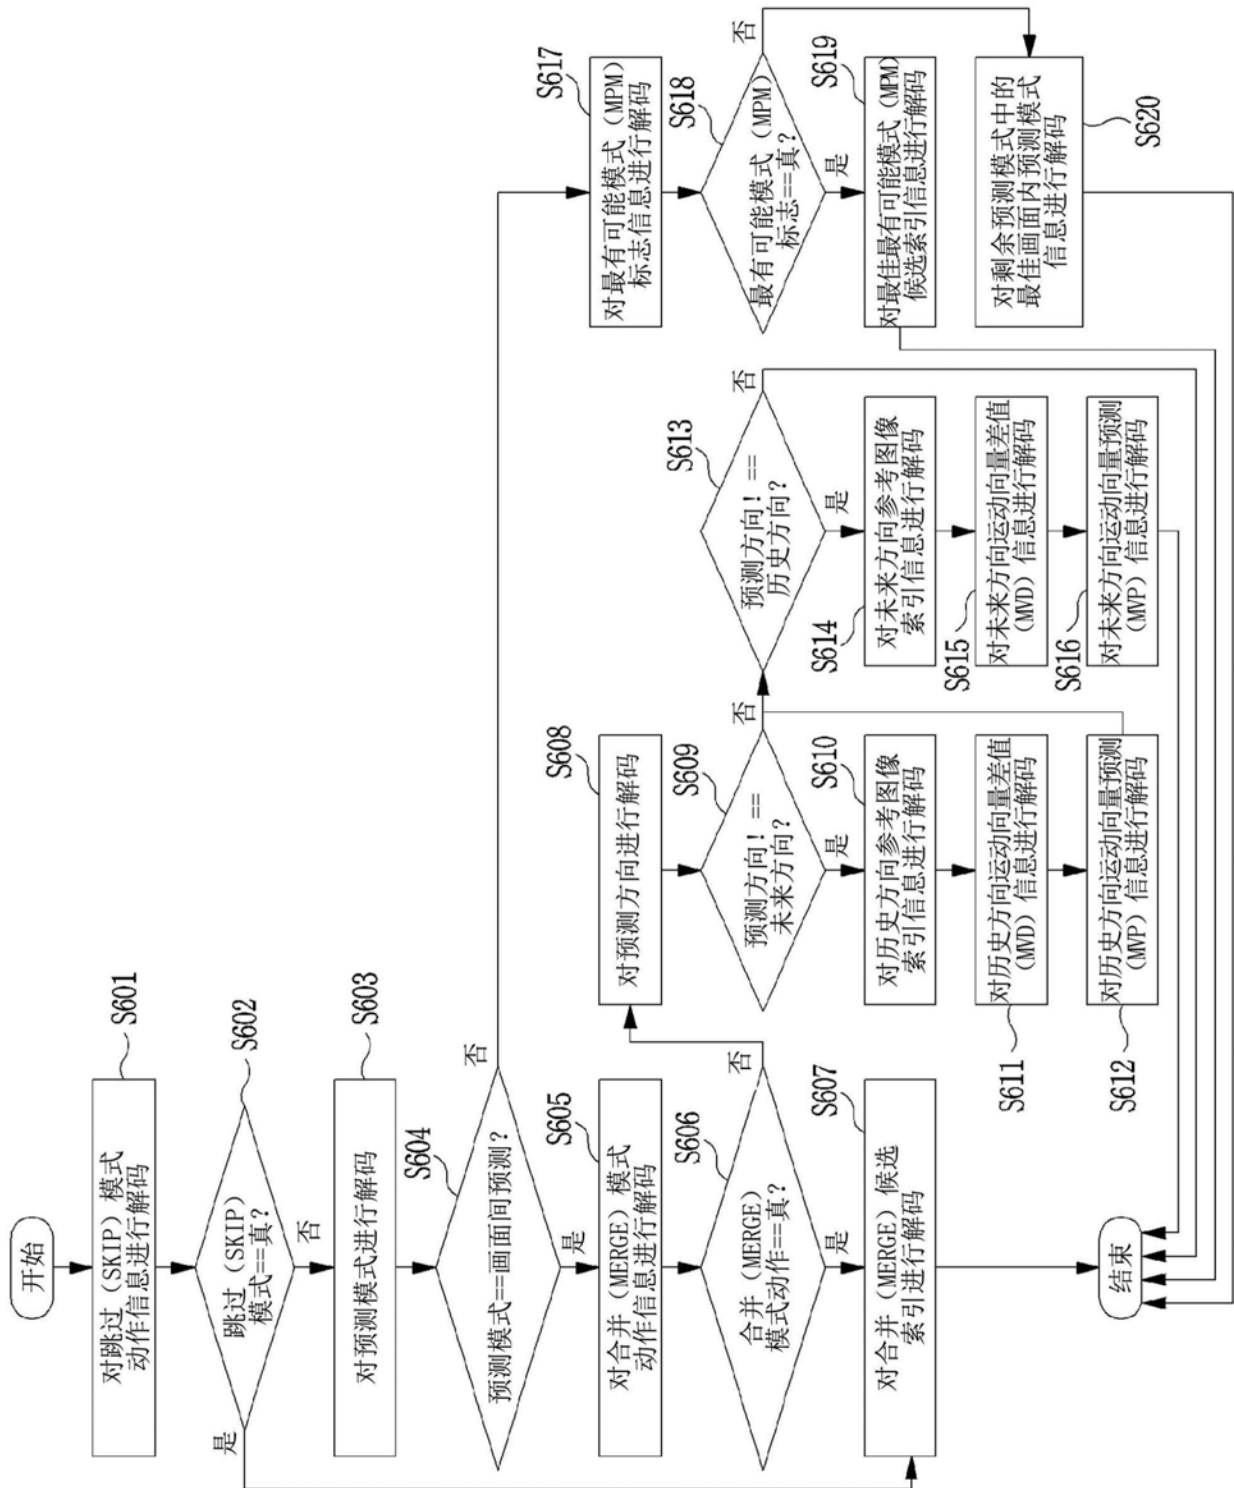 开始
对跳过（SKIP）模式
动作信息进行解码
S601
跳过（SKIP）
模式==真？
S602
是
否
对预测模式进行解码
S603
预测模式==画面间预测？
S604
否
是
对合并（MERGE）模式
动作信息进行解码
S605
合并（MERGE）
模式动作==真？
S606
否
是
对合并（MERGE）候选
索引进行解码
S607
对预测方向进行解码
S608
预测方向！==
未来方向？
S609
否
是
对历史方向参考图像
索引信息进行解码
S610
对历史方向运动向量差值
（MVD）信息进行解码
S611
对历史方向运动向量预测
（MVP）信息进行解码
S612
预测方向！==
历史方向？
S613
否
是
对未来方向参考图像
索引信息进行解码
S614
对未来方向运动向量差值
（MVD）信息进行解码
S615
对未来方向运动向量预测
（MVP）信息进行解码
S616
对最有可能模式（MPM）
标志信息进行解码
S617
最有可能模式（MPM）
标志==真？
S618
否
是
对最佳最有可能模式（MPM）
候选索引信息进行解码
S619
对剩余预测模式中的
最佳画面内预测模式
信息进行解码
S620
结束